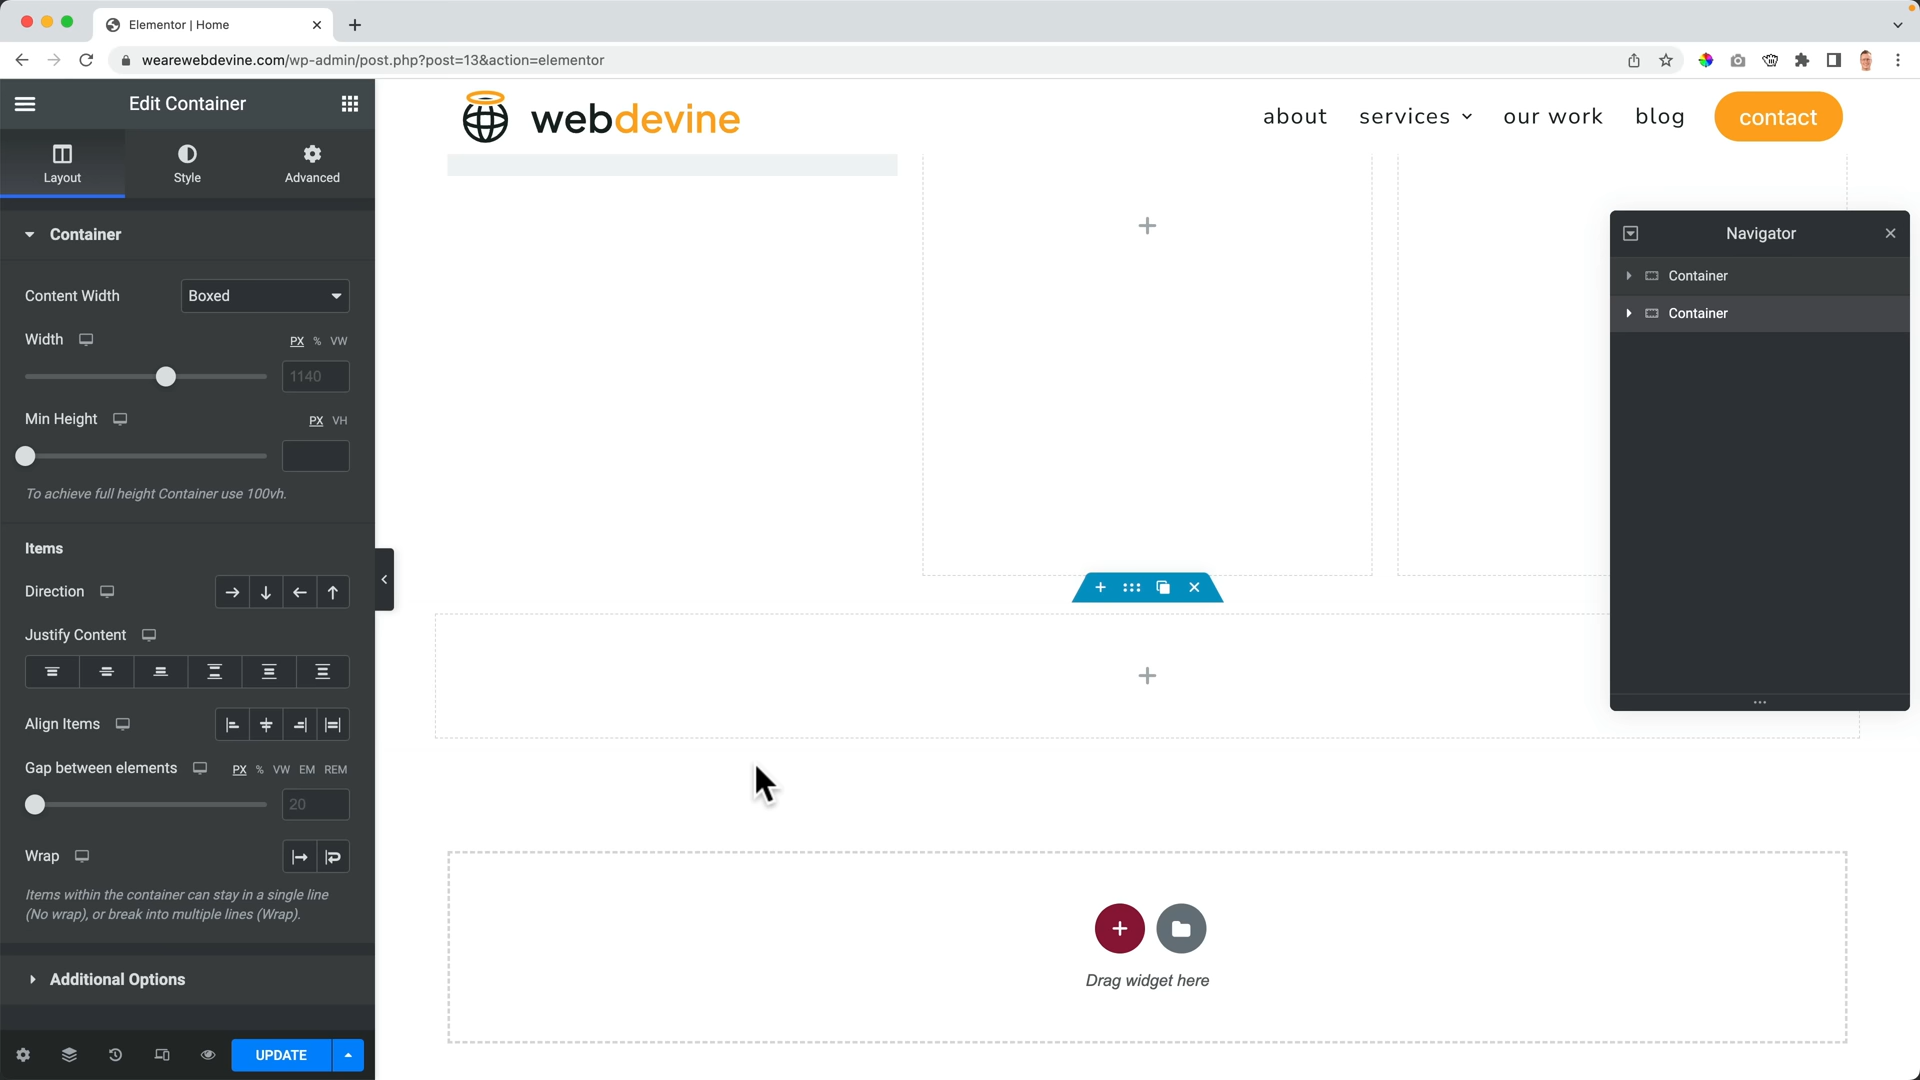 Elementor | Home
wearewebdevine.com/wp-admin/post.php?post=13&action=elementor
Edit Container
Layout
Style
Advanced
Container
Content Width
Boxed
Width
PX % VW
1140
Min Height
PX VH
To achieve full height Container use 100vh.
Items
Direction
Justify Content
Align Items
Gap between elements
PX % VW EM REM
20
Wrap
Items within the container can stay in a single line
(No wrap), or break into multiple lines (Wrap).
Additional Options
UPDATE
webdevine
about services our work blog contact
Navigator
Container
Container
Drag widget here